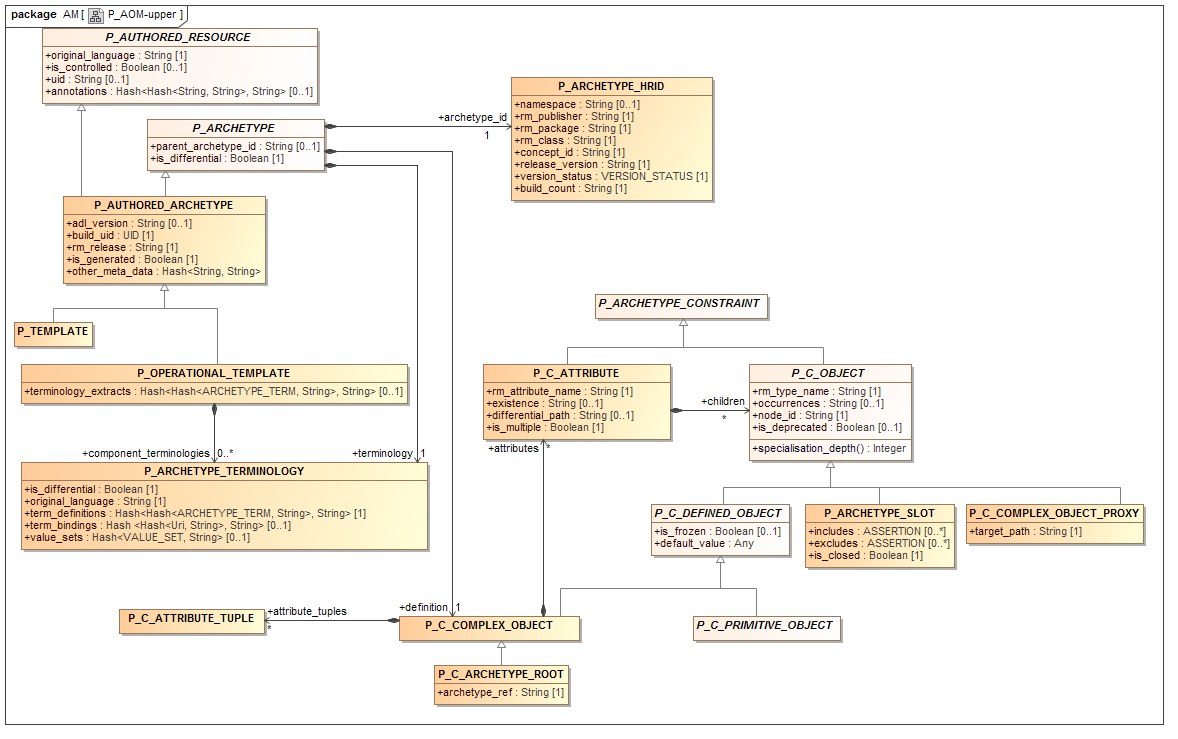 package AM [ P_AOM-upper ]
P_AUTHORED_RESOURCE
+original_language : String [1]
+is_controlled : Boolean [0..1]
+uid : String [0..1]
+annotations : Hash<Hash<String, String>, String> [0..1]
P_ARCHETYPE_HRID
+namespace : String [0..1]
+rm_publisher : String [1]
+rm_package : String [1]
+rm_class : String [1]
+concept_id : String [1]
+release_version : String [1]
+version_status : VERSION_STATUS [1]
+build_count : String [1]
+archetype_id
1
P_ARCHETYPE
+parent_archetype_id : String [0..1]
+is_differential : Boolean [1]
P_AUTHORED_ARCHETYPE
+adl_version : String [0..1]
+build_uid : UID [1]
+rm_release : String [1]
+is_generated : Boolean [1]
+other_meta_data : Hash<String, String>
P_TEMPLATE
P_OPERATIONAL_TEMPLATE
+terminology_extracts : Hash<Hash<ARCHETYPE_TERM, String>, String> [0..1]
+component_terminologies 0..*
+terminology 1
P_ARCHETYPE_TERMINOLOGY
+is_differential : Boolean [1]
+original_language : String [1]
+term_definitions : Hash<Hash<ARCHETYPE_TERM, String>, String> [1]
+term_bindings : Hash <Hash<Uri, String>, String> [0..1]
+value_sets : Hash<VALUE_SET, String> [0..1]
P_ARCHETYPE_CONSTRAINT
P_C_ATTRIBUTE
+rm_attribute_name : String [1]
+existence : String [0..1]
+differential_path : String [0..1]
+is_multiple : Boolean [1]
+children
*
P_C_OBJECT
+rm_type_name : String [1]
+occurrences : String [0..1]
+node_id : String [1]
+is_deprecated : Boolean [0..1]
+specialisation_depth() : Integer
+attributes *
P_C_DEFINED_OBJECT
+is_frozen : Boolean [0..1]
+default_value : Any
P_ARCHETYPE_SLOT
+includes : ASSERTION [0..*]
+excludes : ASSERTION [0..*]
+is_closed : Boolean [1]
P_C_COMPLEX_OBJECT_PROXY
+target_path : String [1]
P_C_ATTRIBUTE_TUPLE
+attribute_tuples
*
+definition 1
P_C_COMPLEX_OBJECT
P_C_PRIMITIVE_OBJECT
P_C_ARCHETYPE_ROOT
+archetype_ref : String [1]